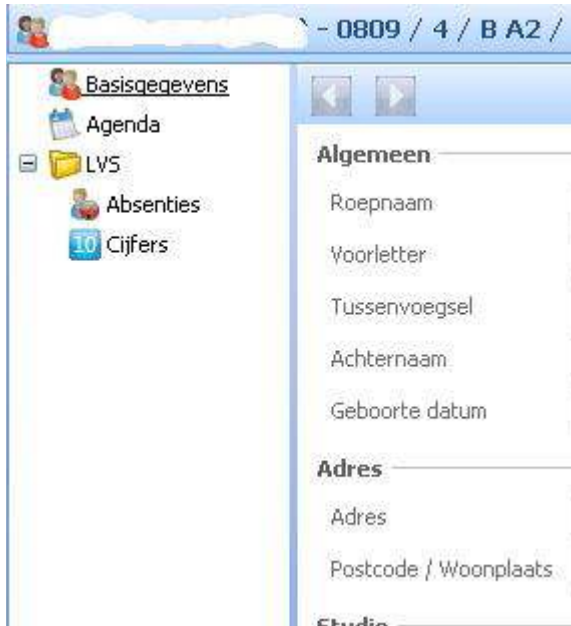 - 0809 / 4 / B A2 /
Basisgegevens
Agenda
LVS
Absenties
10 Cijfers
Algemeen
Roepnaam
Voorletter
Tussenvoegsel
Achternaam
Geboorte datum
Adres
Adres
Postcode / Woonplaats
Studie